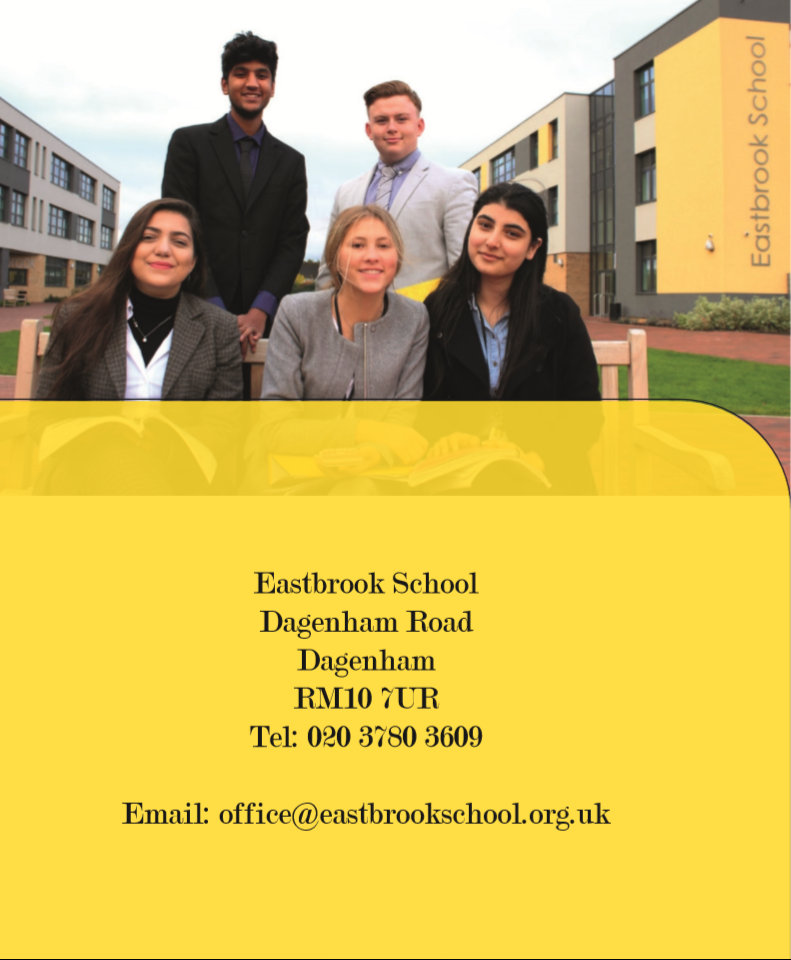 Eastbrook School
Eastbrook School
Dagenham Road
Dagenham
RM10 7UR
Tel: 020 3780 3609
Email: office@eastbrookschool.org.uk